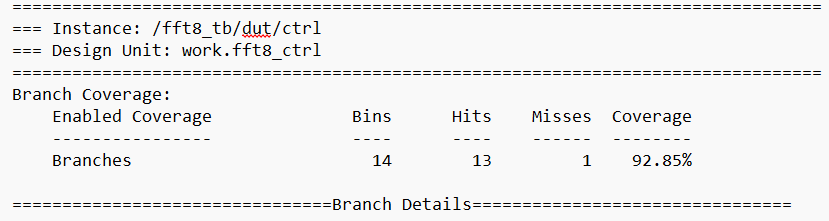 =================================================================================
=== Instance: /fft8_tb/dut/ctrl
=== Design Unit: work.fft8_ctrl
=================================================================================
Branch Coverage:
    Enabled Coverage              Bins      Hits    Misses  Coverage
    ----------------              ----      ----    ------  --------
    Branches                        14        13         1    92.85%
================================Branch Details================================